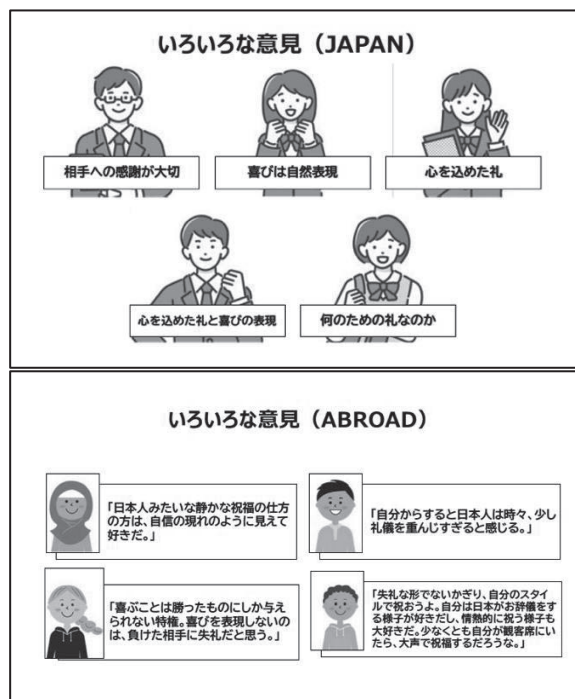 いろいろな意見（JAPAN）
相手への感謝が大切
喜びは自然表現
心を込めた礼
心を込めた礼と喜びの表現
何のための礼なのか
いろいろな意見（ABROAD）
「日本人みたいな静かな祝福の仕方
の方は、自信の現れのように見えて
好きだ。」
「自分からすると日本人は時々、少し
礼儀を重んじすぎると感じる。」
「喜ぶことは勝ったものにしか与え
られない特権。喜びを表現しないの
は、負けた相手に失礼だと思う。」
「失礼な形でないかぎり、自分のスタイ
ルで祝おうよ。自分は日本がお辞儀をす
る様子が好きだし、情熱的に祝う様子も
大好きだ。少なくとも自分が観客席にい
たら、大声で祝福するだろうな。」